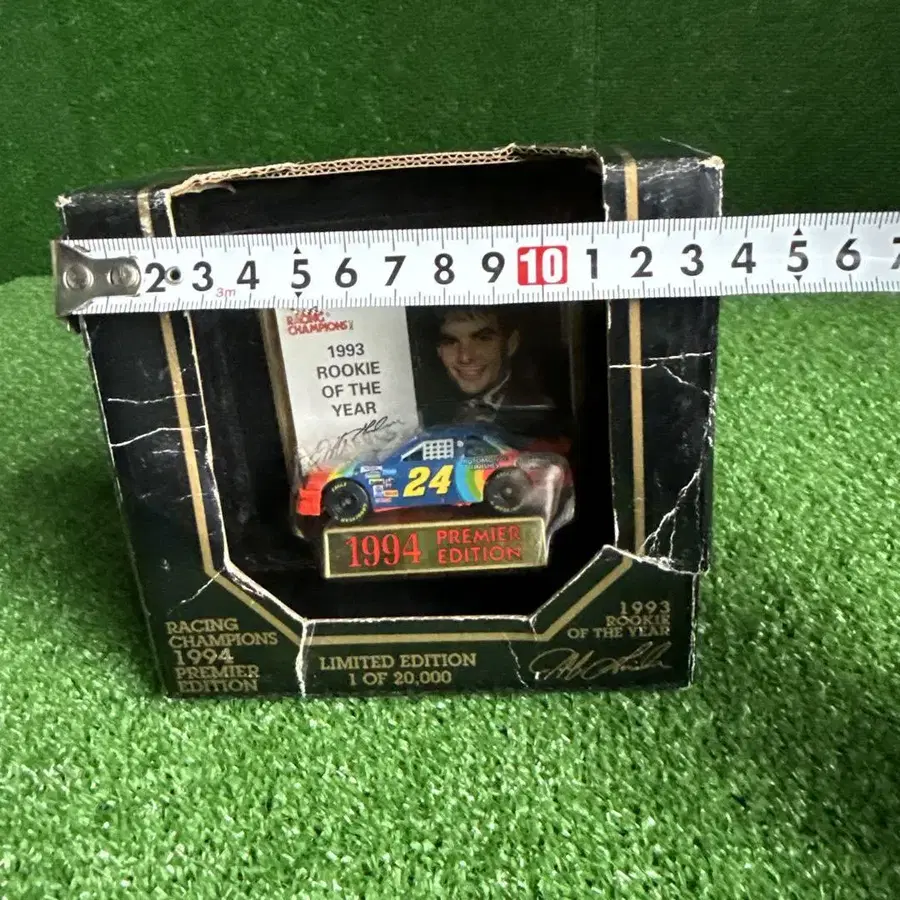 2 3 4 5 6 7 8 9 10 1 2 3 4 5 6 7
3m
RACING
CHAMPIONS
1993
ROOKIE
OF THE
YEAR
24
1994 PREMIER
EDITION
RACING
CHAMPIONS
1994
PREMIER
EDITION
LIMITED EDITION
1 OF 20,000
1993
ROOKIE
OF THE YEAR